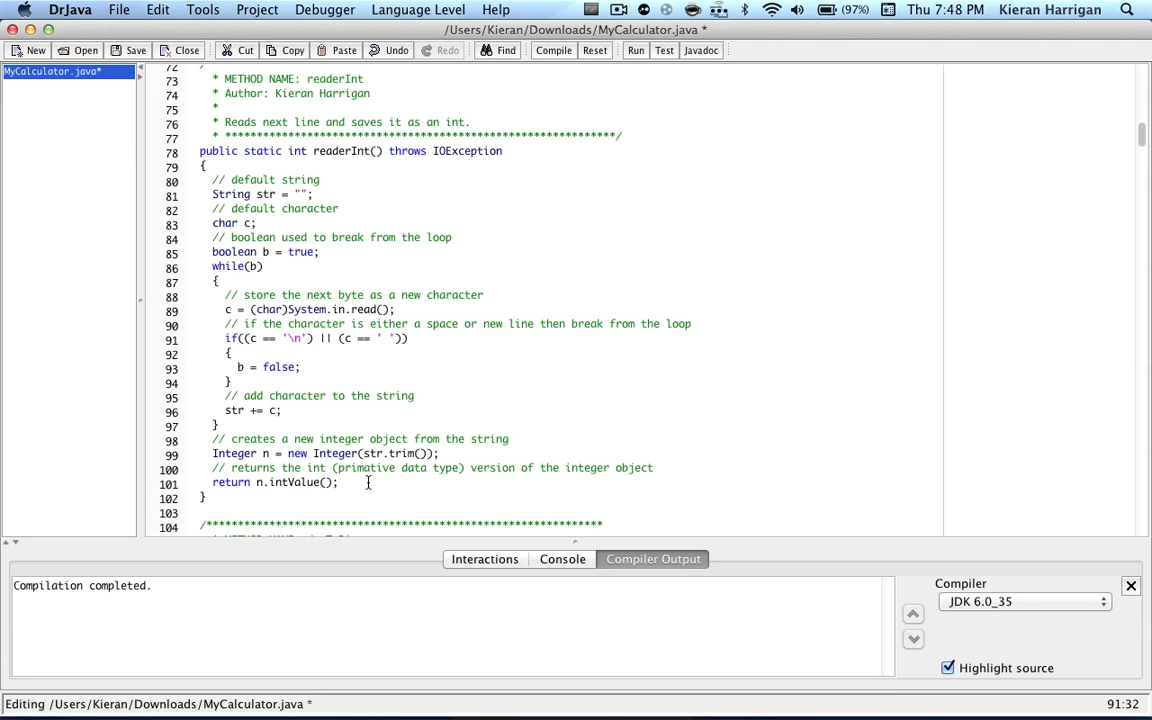 DrJava File Edit Tools Project Debugger Language Level Help (97%) Thu 7:48 PM Kieran Harrigan
/Users/Kieran/Downloads/MyCalculator.java *
New Open Save Close Cut Copy Paste Undo Redo Find Compile Reset Run Test Javadoc
MyCalculator.java*
72 /
73 * METHOD NAME: readerInt
74 * Author: Kieran Harrigan
75 *
76 * Reads next line and saves it as an int.
77 * **************************************************************/
78 public static int readerInt() throws IOException
79 {
80 // default string
81 String str = "";
82 // default character
83 char c;
84 // boolean used to break from the loop
85 boolean b = true;
86 while(b)
87 {
88 // store the next byte as a new character
89 c = (char)System.in.read();
90 // if the character is either a space or new line then break from the loop
91 if((c == '\n') || (c == ' '))
92 {
93 b = false;
94 }
95 // add character to the string
96 str += c;
97 }
98 // creates a new integer object from the string
99 Integer n = new Integer(str.trim());
100 // returns the int (primative data type) version of the integer object
101 return n.intValue();
102 }
103
104 /***************************************************************
Interactions Console Compiler Output
Compilation completed.
Compiler
JDK 6.0_35
Highlight source
Editing /Users/Kieran/Downloads/MyCalculator.java *
91:32